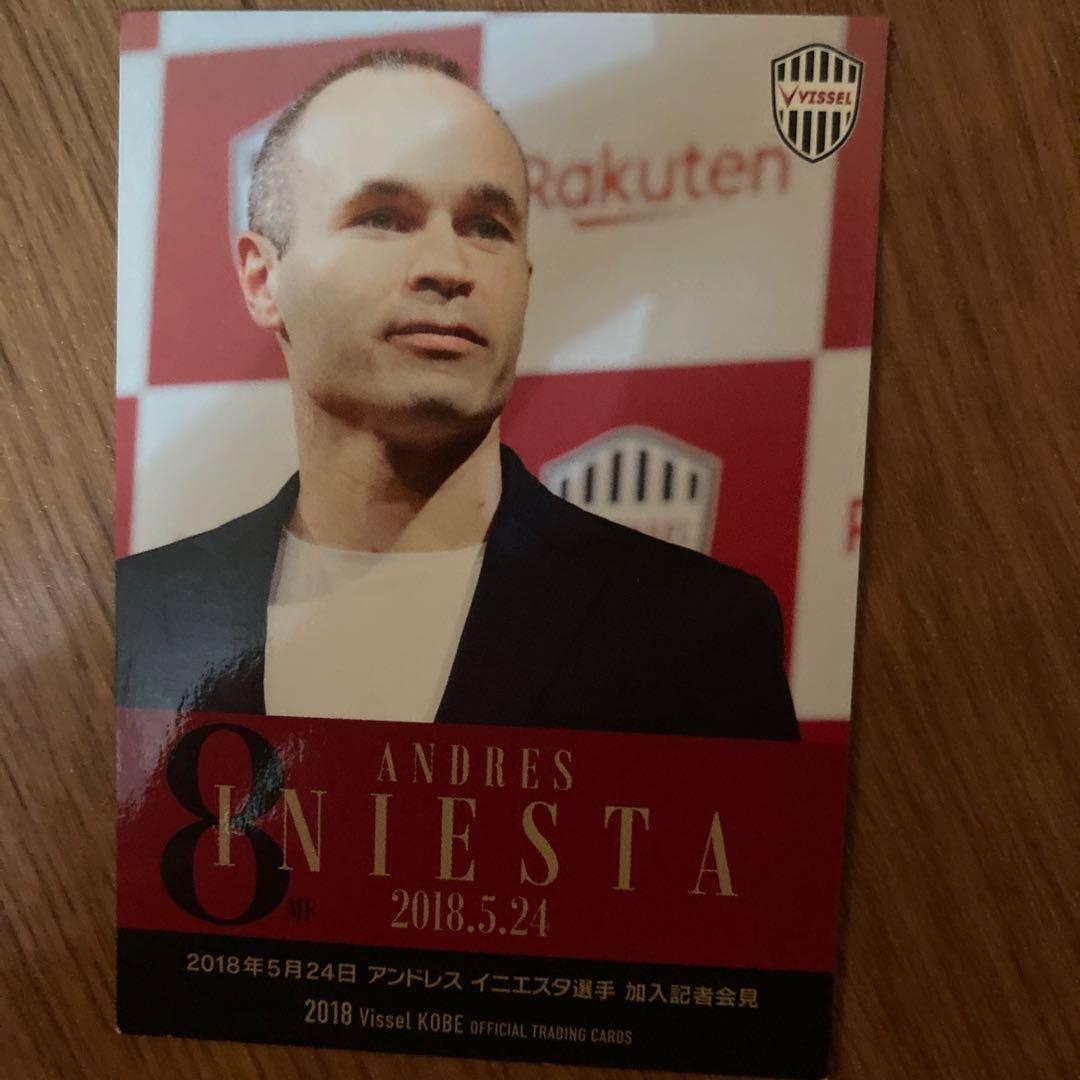 VISSEL
Rakuten
ANDRES
8 INIESTA
MF 2018.5.24
2018年5月24日 アンドレス イニエスタ選手 加入記者会見
2018 Vissel KOBE OFFICIAL TRADING CARDS